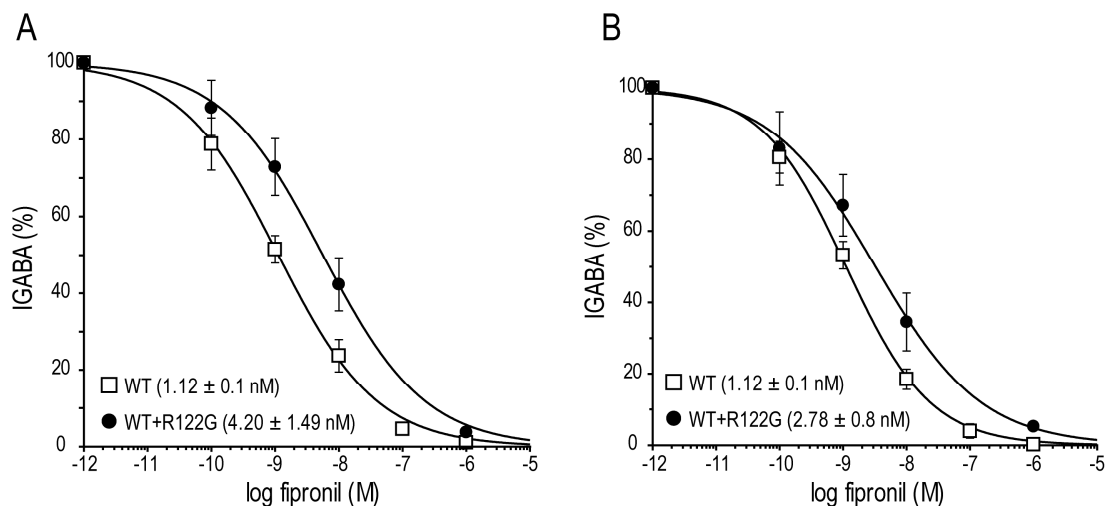 A
B
100
80
60
40
20
0
IGABA (%)
WT (1.12 ± 0.1 nM)
WT+R122G (4.20 ± 1.49 nM)
-12 -11 -10 -9 -8 -7 -6 -5
log fipronil (M)
100
80
60
40
20
0
IGABA (%)
WT (1.12 ± 0.1 nM)
WT+R122G (2.78 ± 0.8 nM)
-12 -11 -10 -9 -8 -7 -6 -5
log fipronil (M)